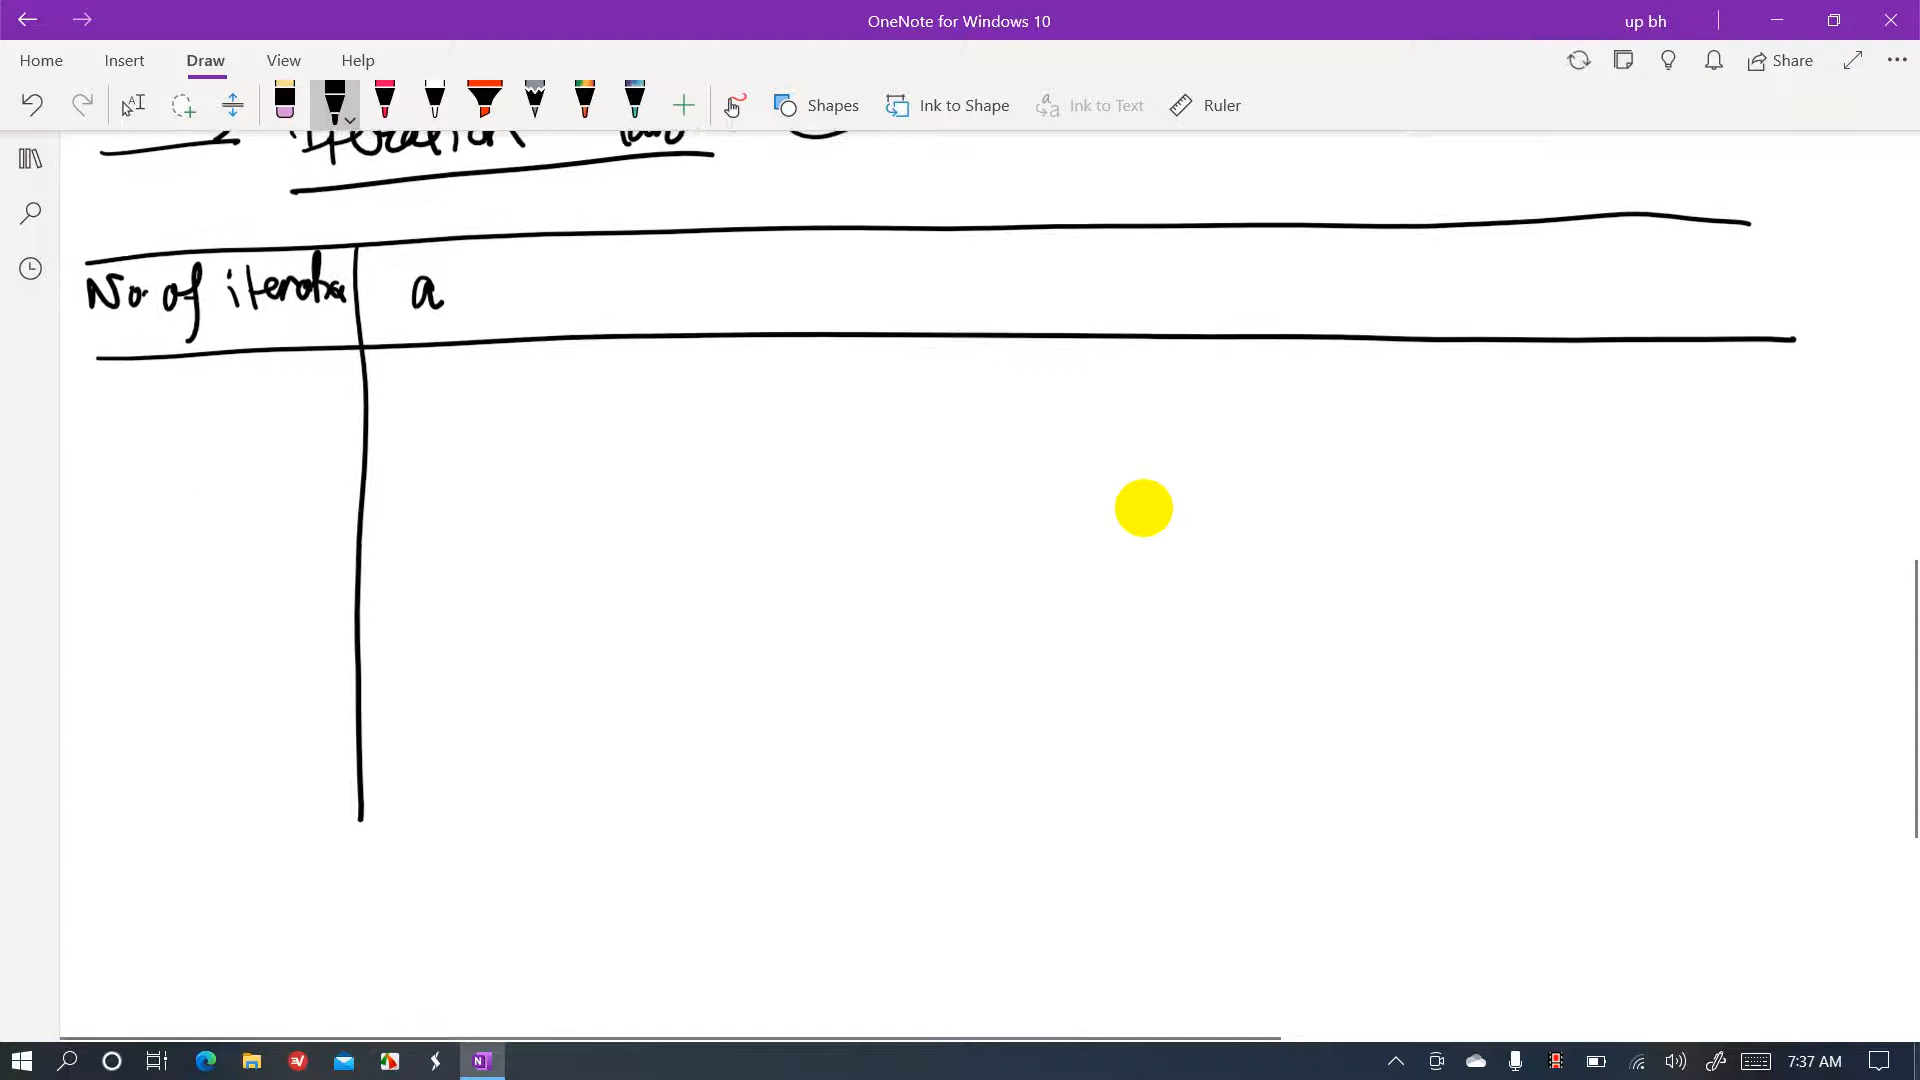 OneNote for Windows 10
up bh
Home Insert Draw View Help
Share
Shapes
Ink to Shape
Ink to Text
Ruler
Iteration
No. of iteration a
7:37 AM